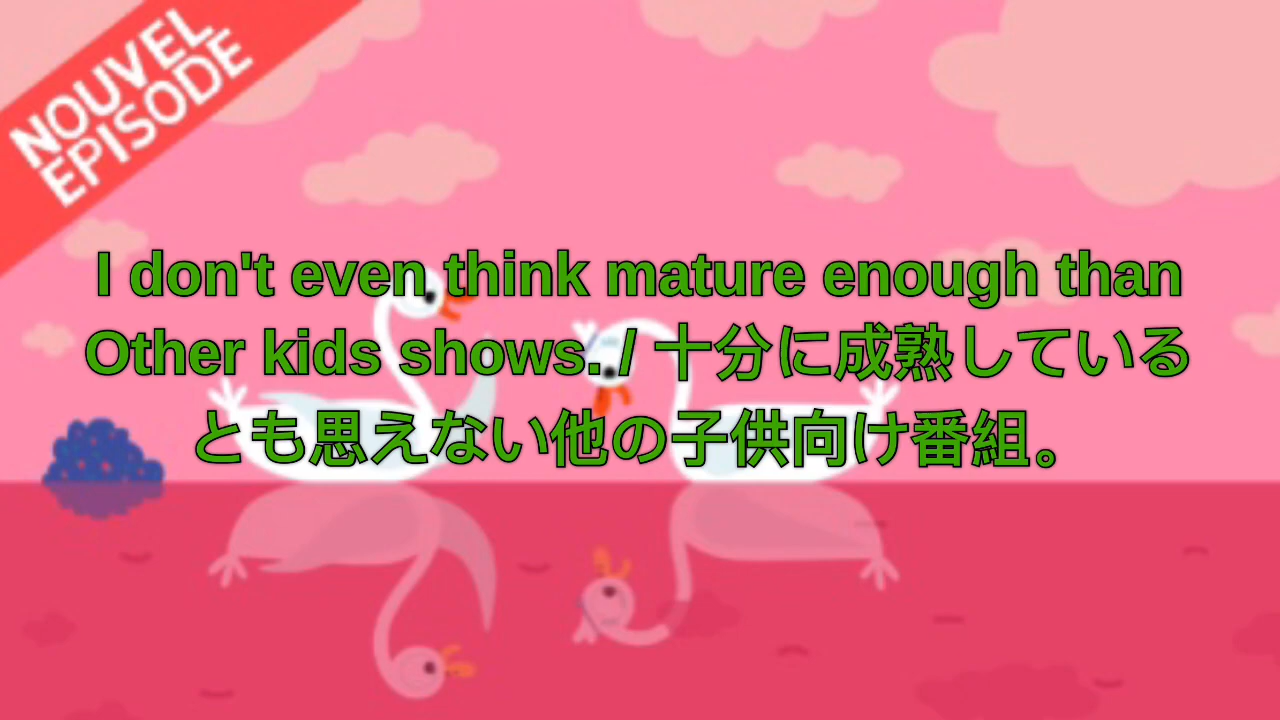 NOUVEL
EPISODE
I don't even think mature enough than
Other kids shows. / 十分に成熟している
とも思えない他の子供向け番組。